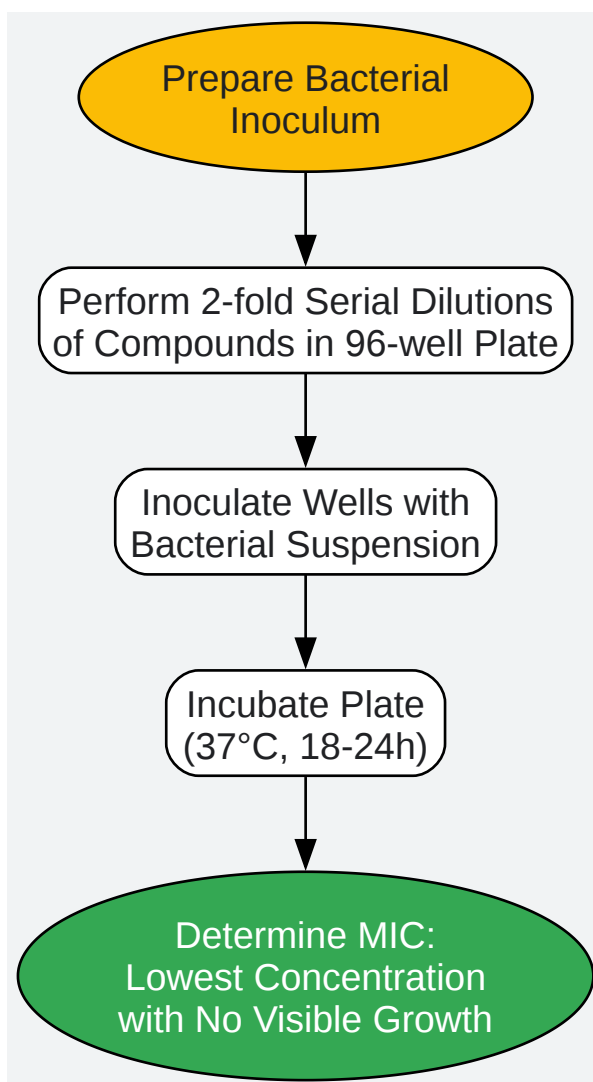 Prepare Bacterial
Inoculum
Perform 2-fold Serial Dilutions
of Compounds in 96-well Plate
Inoculate Wells with
Bacterial Suspension
Incubate Plate
(37°C, 18-24h)
Determine MIC:
Lowest Concentration
with No Visible Growth